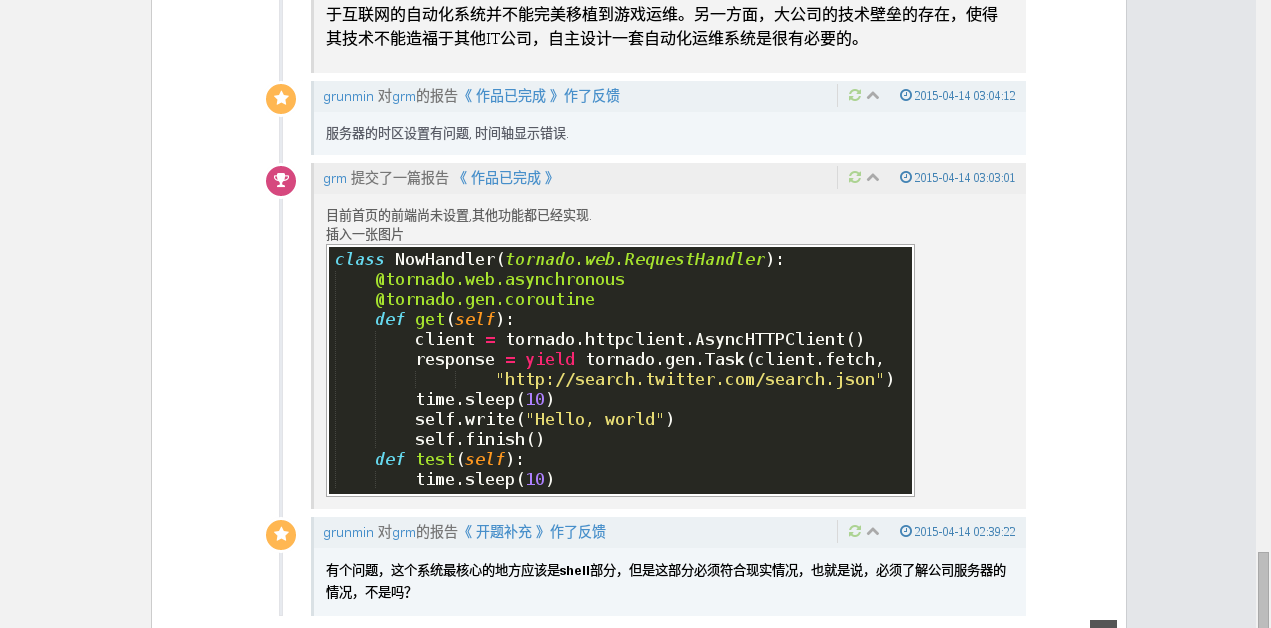 于互联网的自动化系统并不能完美移植到游戏运维。另一方面，大公司的技术壁垒的存在，使得
其技术不能造福于其他IT公司，自主设计一套自动化运维系统是很有必要的。
grunmin 对grm的报告《 作品已完成 》作了反馈 2015-04-14 03:04:12
服务器的时区设置有问题, 时间轴显示错误.
grm 提交了一篇报告 《 作品已完成 》 2015-04-14 03:03:01
目前首页的前端尚未设置,其他功能都已经实现.
插入一张图片
class NowHandler(tornado.web.RequestHandler):
    @tornado.web.asynchronous
    @tornado.gen.coroutine
    def get(self):
        client = tornado.httpclient.AsyncHTTPClient()
        response = yield tornado.gen.Task(client.fetch,
                "http://search.twitter.com/search.json")
        time.sleep(10)
        self.write("Hello, world")
        self.finish()
    def test(self):
        time.sleep(10)
grunmin 对grm的报告《 开题补充 》作了反馈 2015-04-14 02:39:22
有个问题，这个系统最核心的地方应该是shell部分，但是这部分必须符合现实情况，也就是说，必须了解公司服务器的
情况，不是吗？